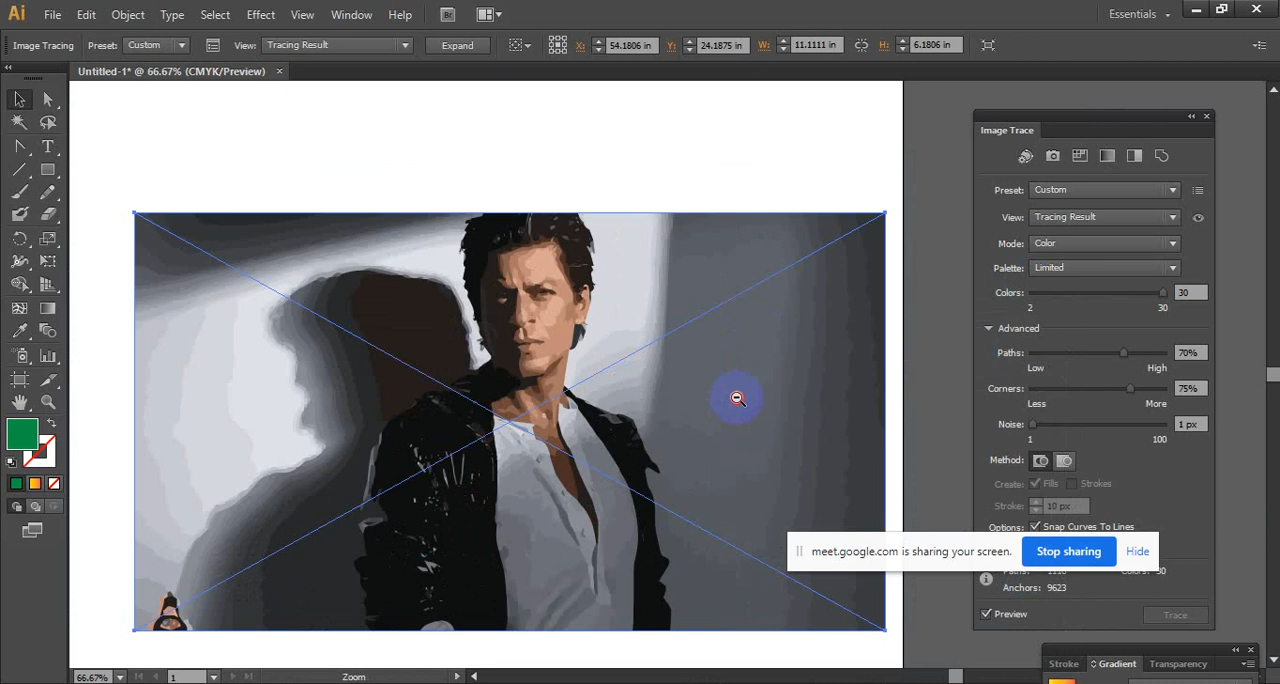 Ai File Edit Object Type Select Effect View Window Help Br Essentials
Image Tracing Preset: Custom View: Tracing Result Expand X: 54.1806 in Y: 24.1875 in W: 11.1111 in H: 6.1806 in
Untitled-1* @ 66.67% (CMYK/Preview) ×
Image Trace
Preset: Custom
View: Tracing Result
Mode: Color
Palette: Limited
Colors: 30
2 30
Advanced
Paths: 70%
Low High
Corners: 75%
Less More
Noise: 1 px
1 100
Method:
Create: Fills Strokes
Stroke: 10 px
Options: Snap Curves To Lines
meet.google.com is sharing your screen. Stop sharing Hide
Anchors: 9623
Preview Trace
Stroke Gradient Transparency
66.67% 1 Zoom